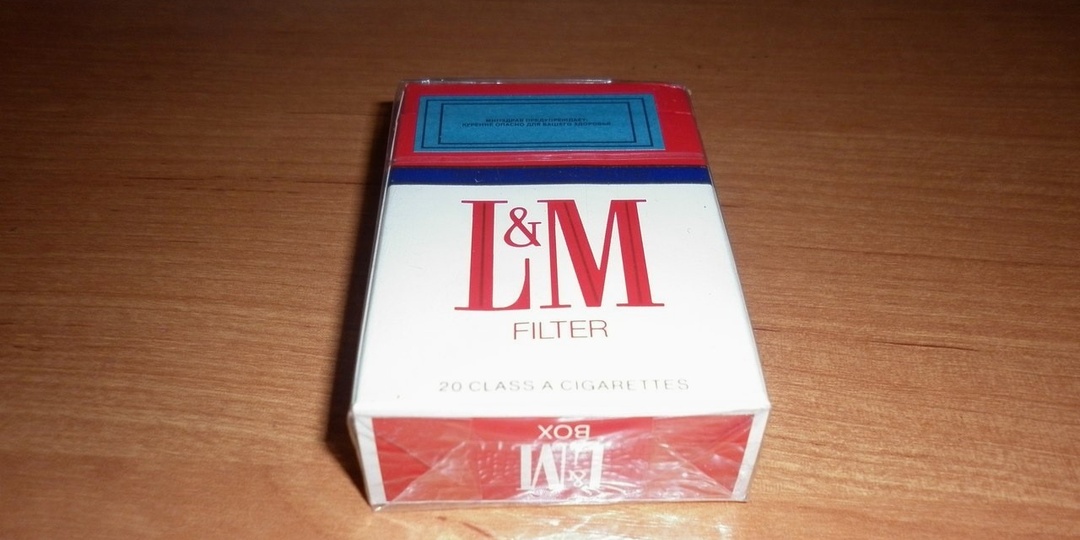 МИНЗДРАВ ПРЕДУПРЕЖДАЕТ:
КУРЕНИЕ ОПАСНО ДЛЯ ВАШЕГО ЗДОРОВЬЯ
L&M
FILTER
20 CLASS A CIGARETTES
BOX
L&M